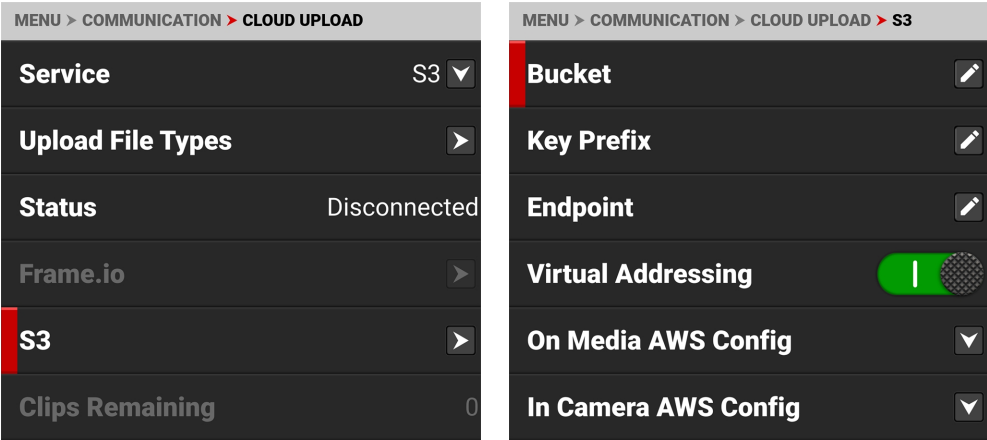 MENU > COMMUNICATION > CLOUD UPLOAD
Service S3
Upload File Types
Status Disconnected
Frame.io
S3
Clips Remaining 0
MENU > COMMUNICATION > CLOUD UPLOAD > S3
Bucket
Key Prefix
Endpoint
Virtual Addressing
On Media AWS Config
In Camera AWS Config